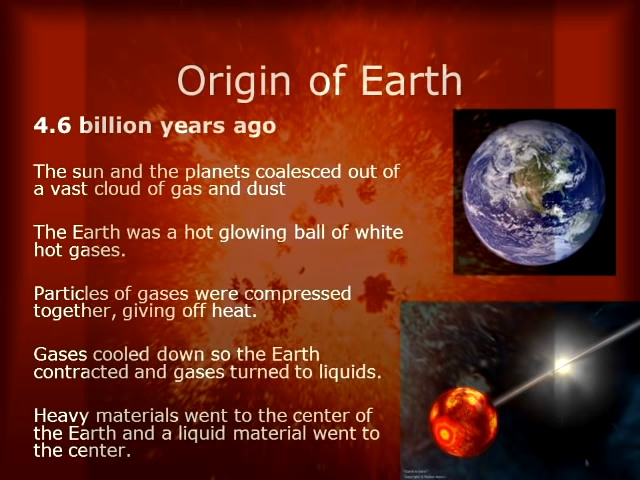 Origin of Earth
4.6 billion years ago
The sun and the planets coalesced out of
a vast cloud of gas and dust
The Earth was a hot glowing ball of white
hot gases.
Particles of gases were compressed
together, giving off heat.
Gases cooled down so the Earth
contracted and gases turned to liquids.
Heavy materials went to the center of
the Earth and a liquid material went to
the center.